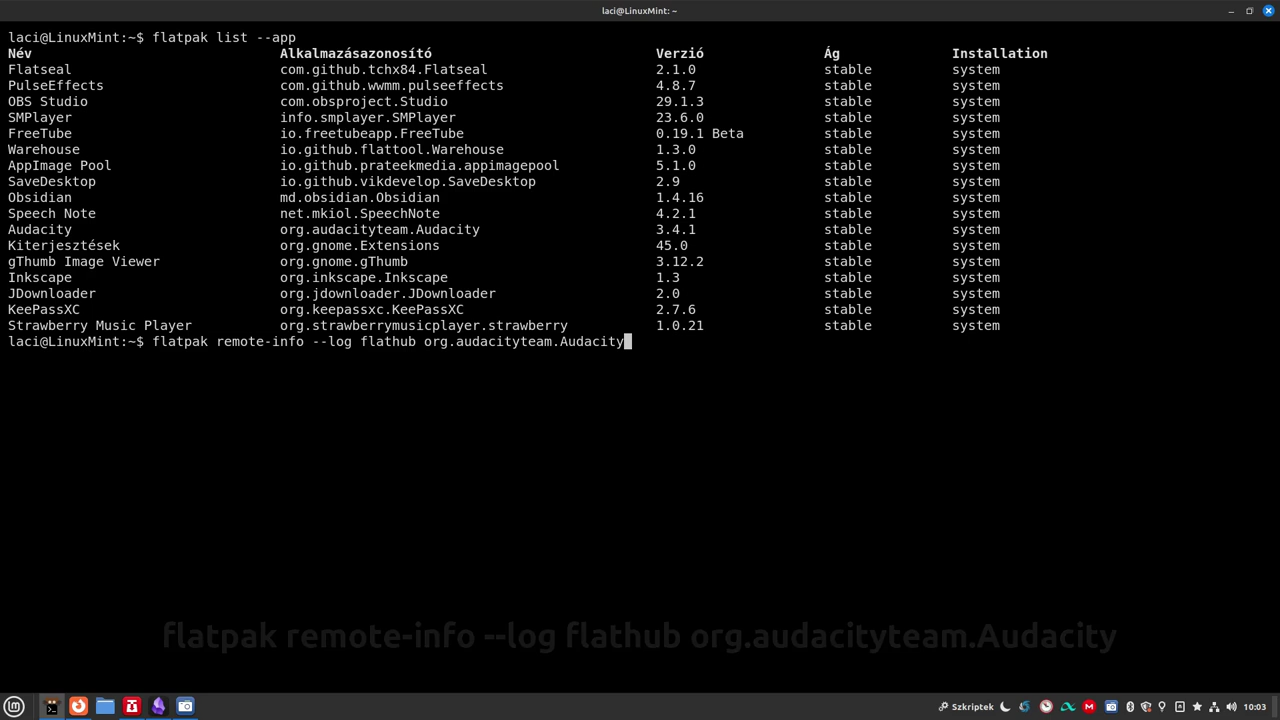 laci@LinuxMint: ~
laci@LinuxMint:~$ flatpak list --app
Név Alkalmazásazonosító Verzió Ág Installation
Flatseal com.github.tchx84.Flatseal 2.1.0 stable system
PulseEffects com.github.wwmm.pulseeffects 4.8.7 stable system
OBS Studio com.obsproject.Studio 29.1.3 stable system
SMPlayer info.smplayer.SMPlayer 23.6.0 stable system
FreeTube io.freetubeapp.FreeTube 0.19.1 Beta stable system
Warehouse io.github.flattool.Warehouse 1.3.0 stable system
AppImage Pool io.github.prateekmedia.appimagepool 5.1.0 stable system
SaveDesktop io.github.vikdevelop.SaveDesktop 2.9 stable system
Obsidian md.obsidian.Obsidian 1.4.16 stable system
Speech Note net.mkiol.SpeechNote 4.2.1 stable system
Audacity org.audacityteam.Audacity 3.4.1 stable system
Kiterjesztések org.gnome.Extensions 45.0 stable system
gThumb Image Viewer org.gnome.gThumb 3.12.2 stable system
Inkscape org.inkscape.Inkscape 1.3 stable system
JDownloader org.jdownloader.JDownloader 2.0 stable system
KeePassXC org.keepassxc.KeePassXC 2.7.6 stable system
Strawberry Music Player org.strawberrymusicplayer.strawberry 1.0.21 stable system
laci@LinuxMint:~$ flatpak remote-info --log flathub org.audacityteam.Audacity
flatpak remote-info --log flathub org.audacityteam.Audacity
Szkriptek 10:03